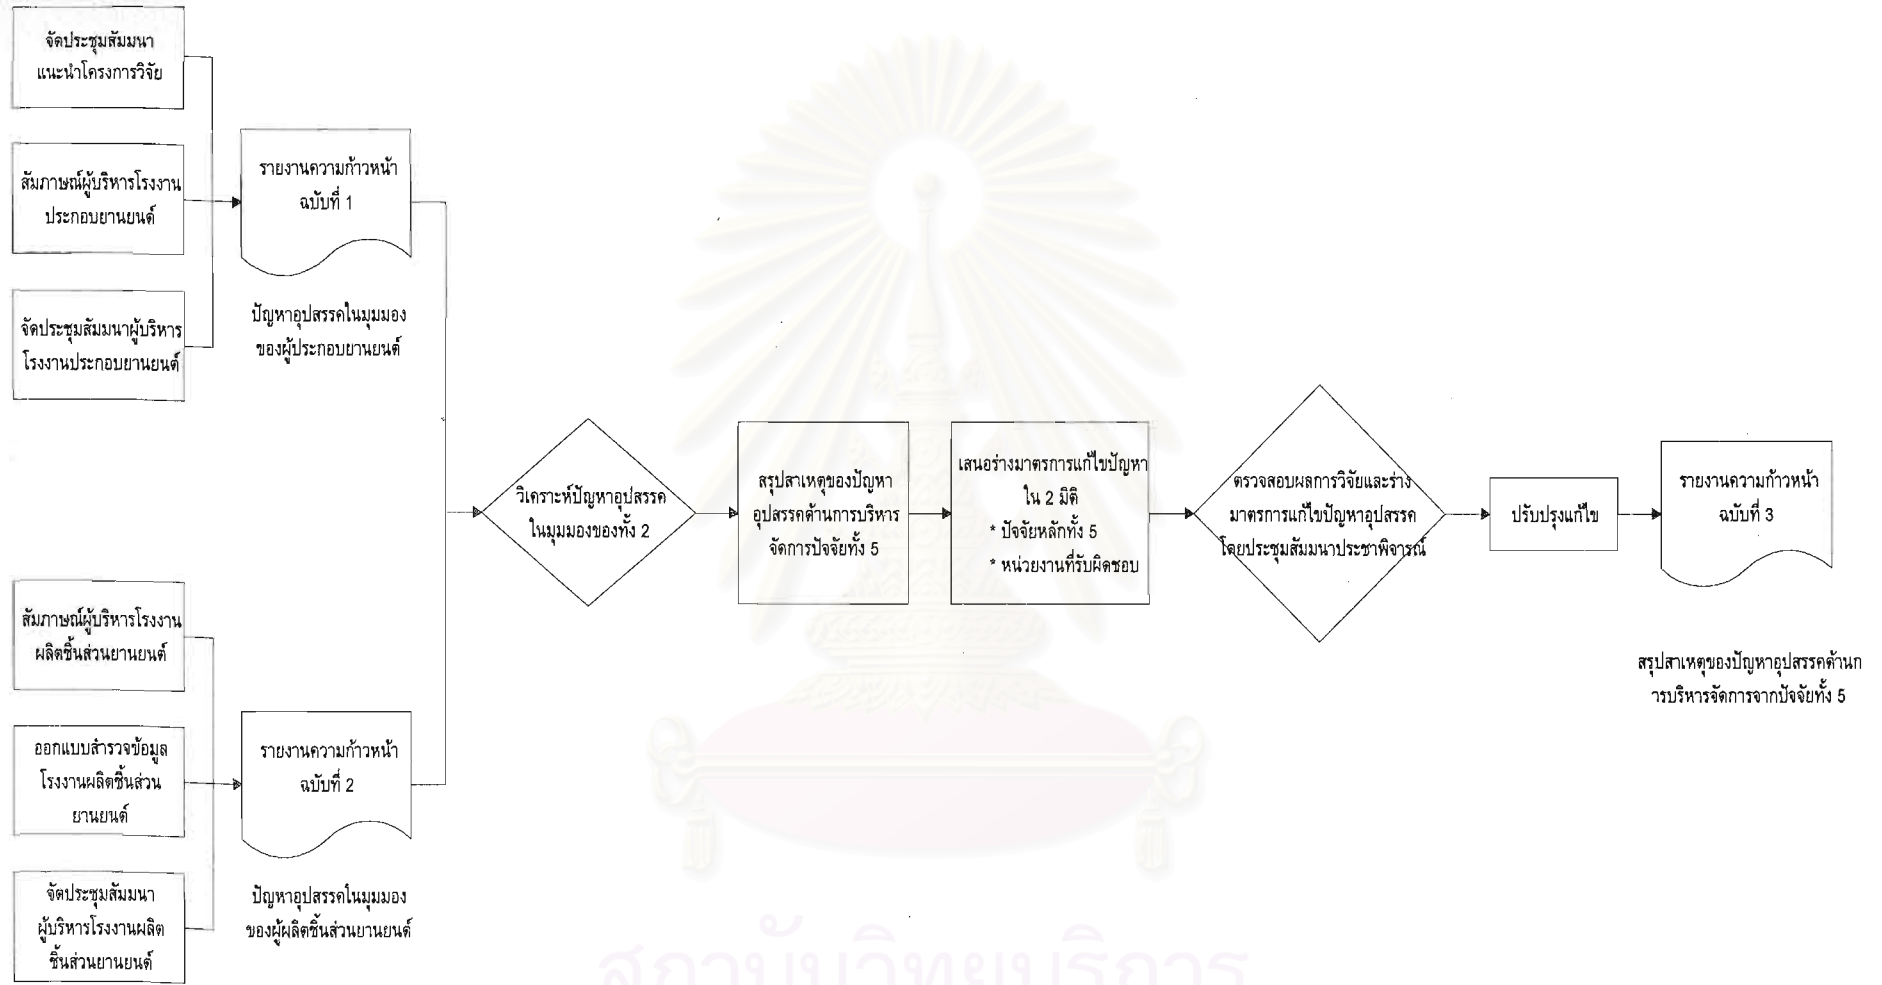 จัดประชุมสัมมนา
แนะนำโครงการวิจัย
สัมภาษณ์ผู้บริหารโรงงาน
ประกอบยานยนต์
จัดประชุมสัมมนาผู้บริหาร
โรงงานประกอบยานยนต์
รายงานความก้าวหน้า
ฉบับที่ 1
ปัญหาอุปสรรคในมุมมอง
ของผู้ประกอบยานยนต์
สัมภาษณ์ผู้บริหารโรงงาน
ผลิตชิ้นส่วนยานยนต์
ออกแบบสำรวจข้อมูล
โรงงานผลิตชิ้นส่วน
ยานยนต์
จัดประชุมสัมมนา
ผู้บริหารโรงงานผลิต
ชิ้นส่วนยานยนต์
รายงานความก้าวหน้า
ฉบับที่ 2
ปัญหาอุปสรรคในมุมมอง
ของผู้ผลิตชิ้นส่วนยานยนต์
วิเคราะห์ปัญหาอุปสรรค
ในมุมมองของทั้ง 2
สรุปสาเหตุของปัญหา
อุปสรรคด้านการบริหาร
จัดการปัจจัยทั้ง 5
เสนอร่างมาตรการแก้ไขปัญหา
ใน 2 มิติ
* ปัจจัยหลักทั้ง 5
* หน่วยงานที่รับผิดชอบ
ตรวจสอบผลการวิจัยและร่าง
มาตรการแก้ไขปัญหาอุปสรรค
โดยประชุมสัมมนาประชาพิจารณ์
ปรับปรุงแก้ไข
รายงานความก้าวหน้า
ฉบับที่ 3
สรุปสาเหตุของปัญหาอุปสรรคด้านก
ารบริหารจัดการจากปัจจัยทั้ง 5
สถาบันวิทยบริการ